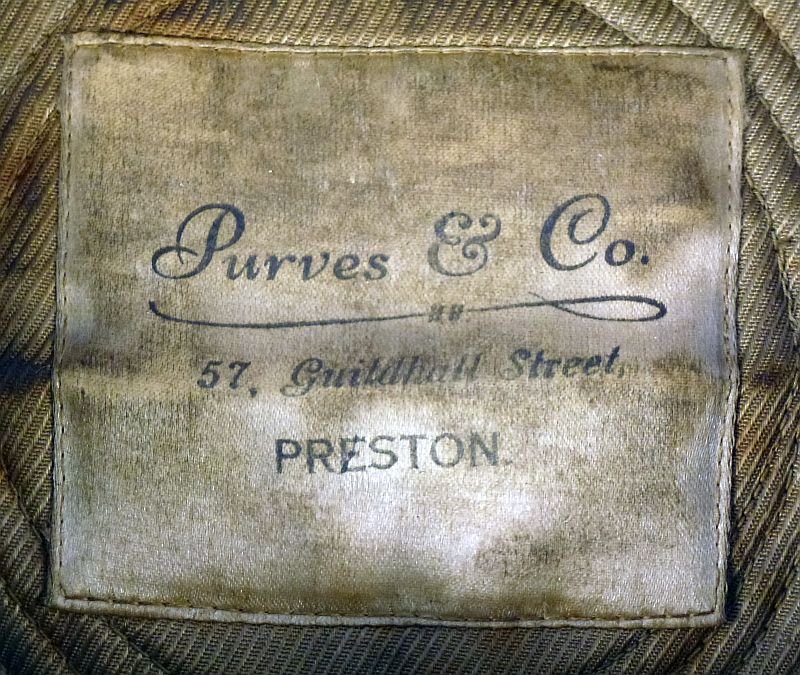 Purves & Co.
57, Guildhall Street,
PRESTON.